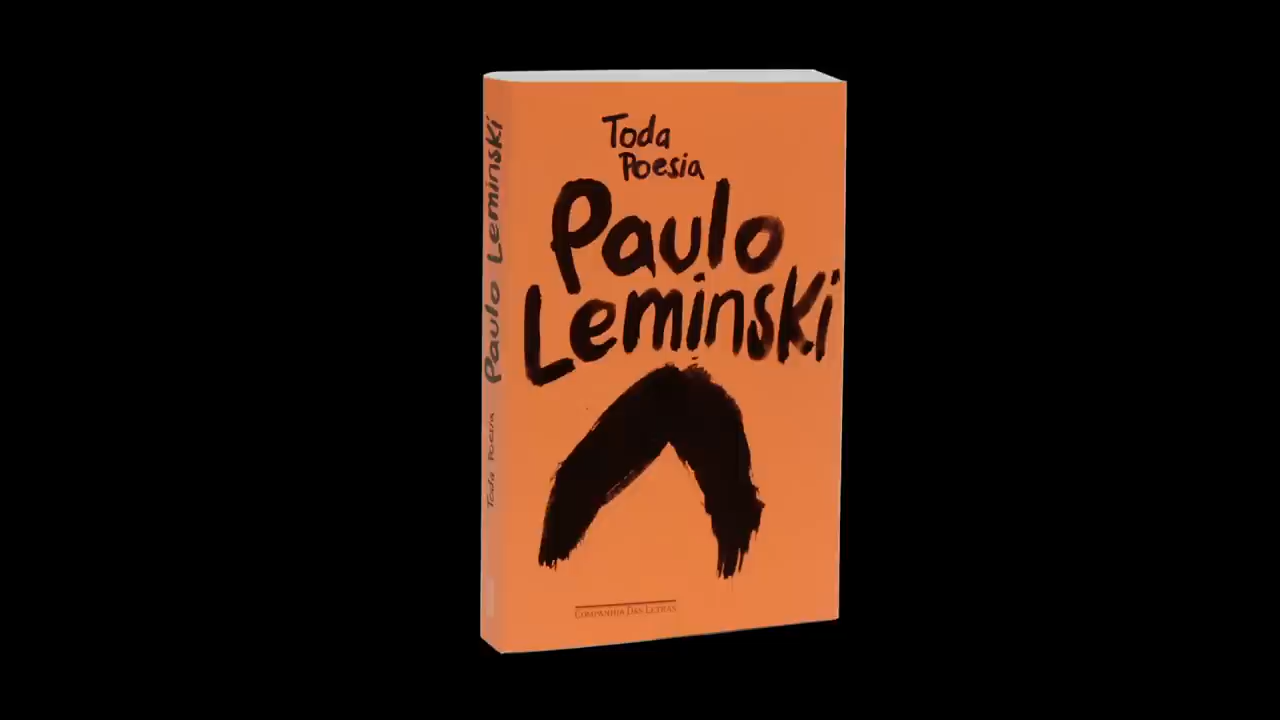 Toda
Poesia
Paulo
Leminski
COMPANHIA DAS LETRAS
Toda Poesia Paulo Leminski